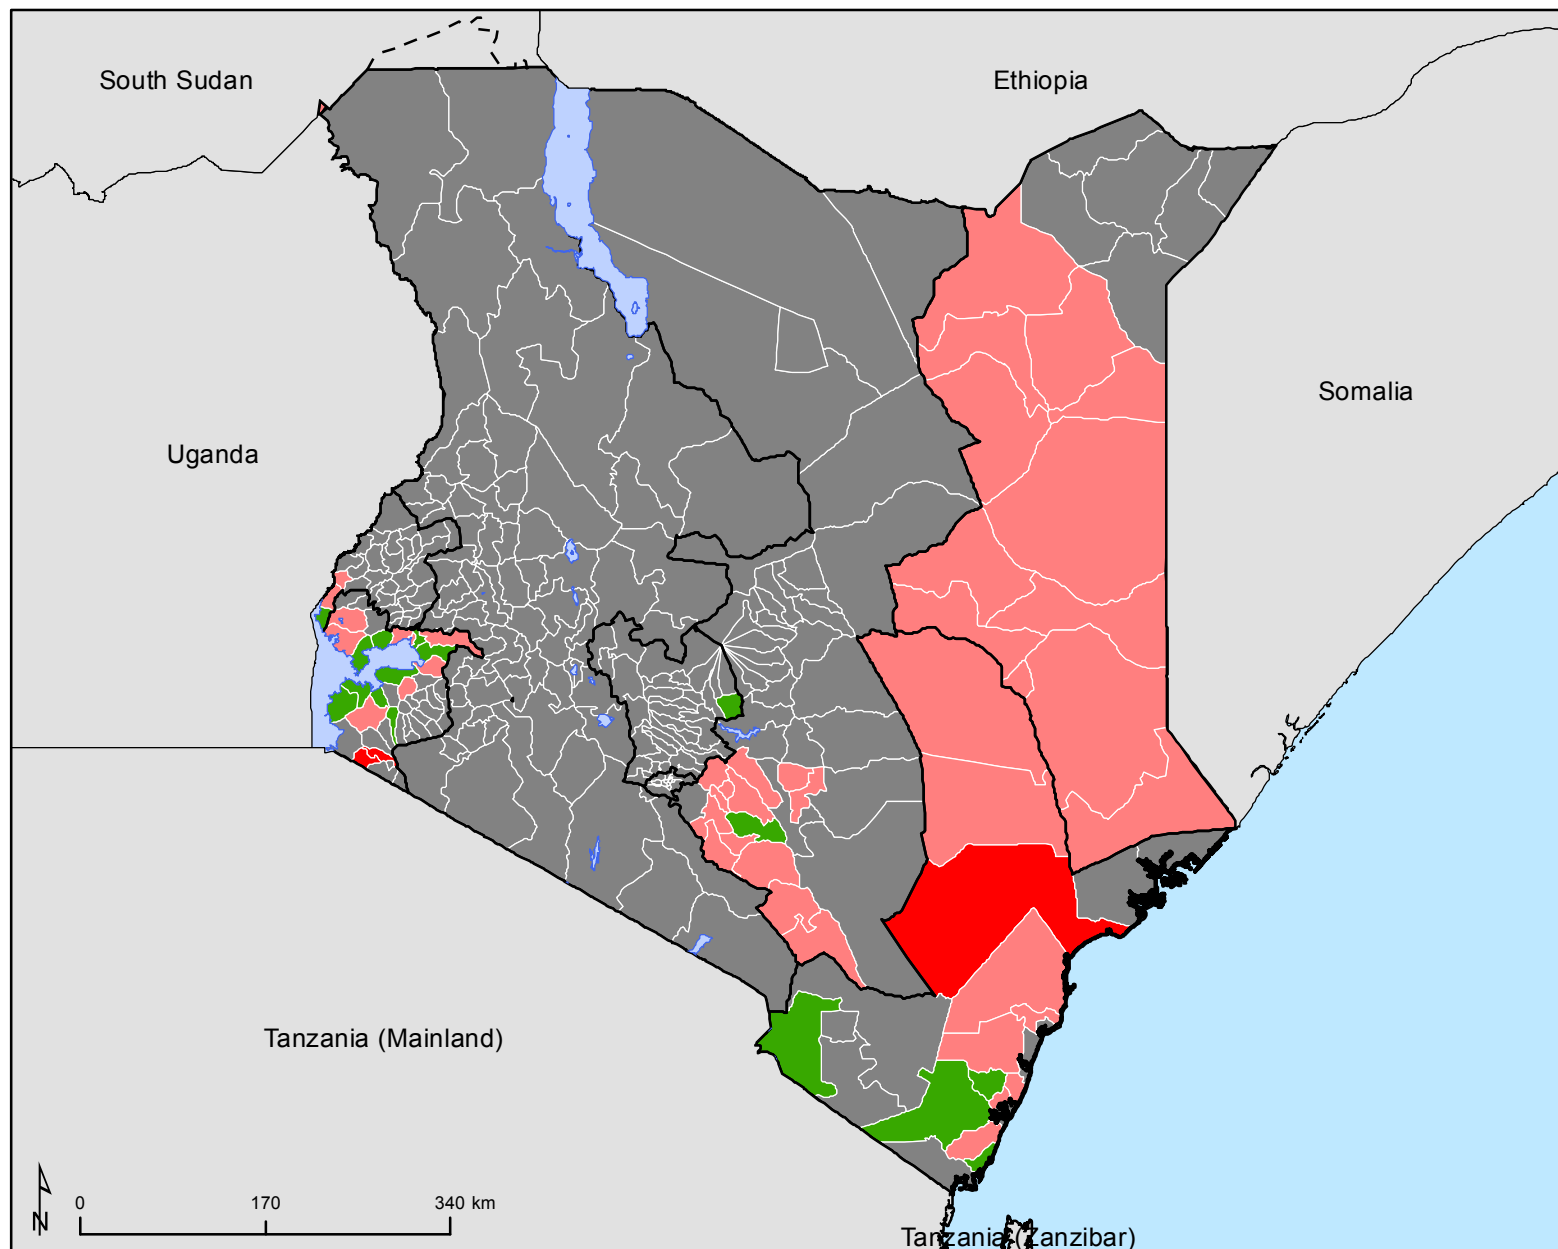 South Sudan
Ethiopia
Somalia
Uganda
Tanzania (Mainland)
N
0 170 340 km
Tanzania (Zanzibar)